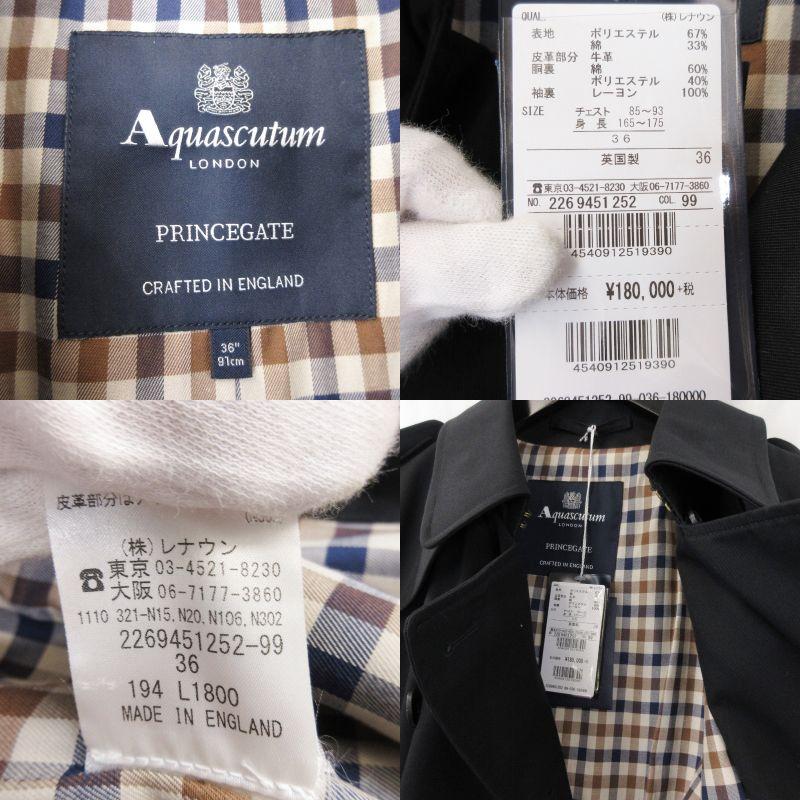 Aquascutum
LONDON
PRINCEGATE
CRAFTED IN ENGLAND
36"
91cm
QUAL. (株)レナウン
表地 ポリエステル 67%
綿 33%
皮革部分 牛革
胴裏 綿 60%
ポリエステル 40%
袖裏 レーヨン 100%
SIZE チェスト 85～93
身長 165～175
36
英国製 36
☎東京03-4521-8230 大阪06-7177-3860
NO. 2269451252 COL. 99
4540912519390
本体価格 ¥180,000+税
4540912519390
2269451252-99-036-180000
皮革部分は
(株)レナウン
☎東京 03-4521-8230
大阪 06-7177-3860
1110 321-N15, N20, N106, N302
2269451252-99
36
194 L1800
MADE IN ENGLAND
Aquascutum
LONDON
PRINCEGATE
CRAFTED IN ENGLAND
¥180,000